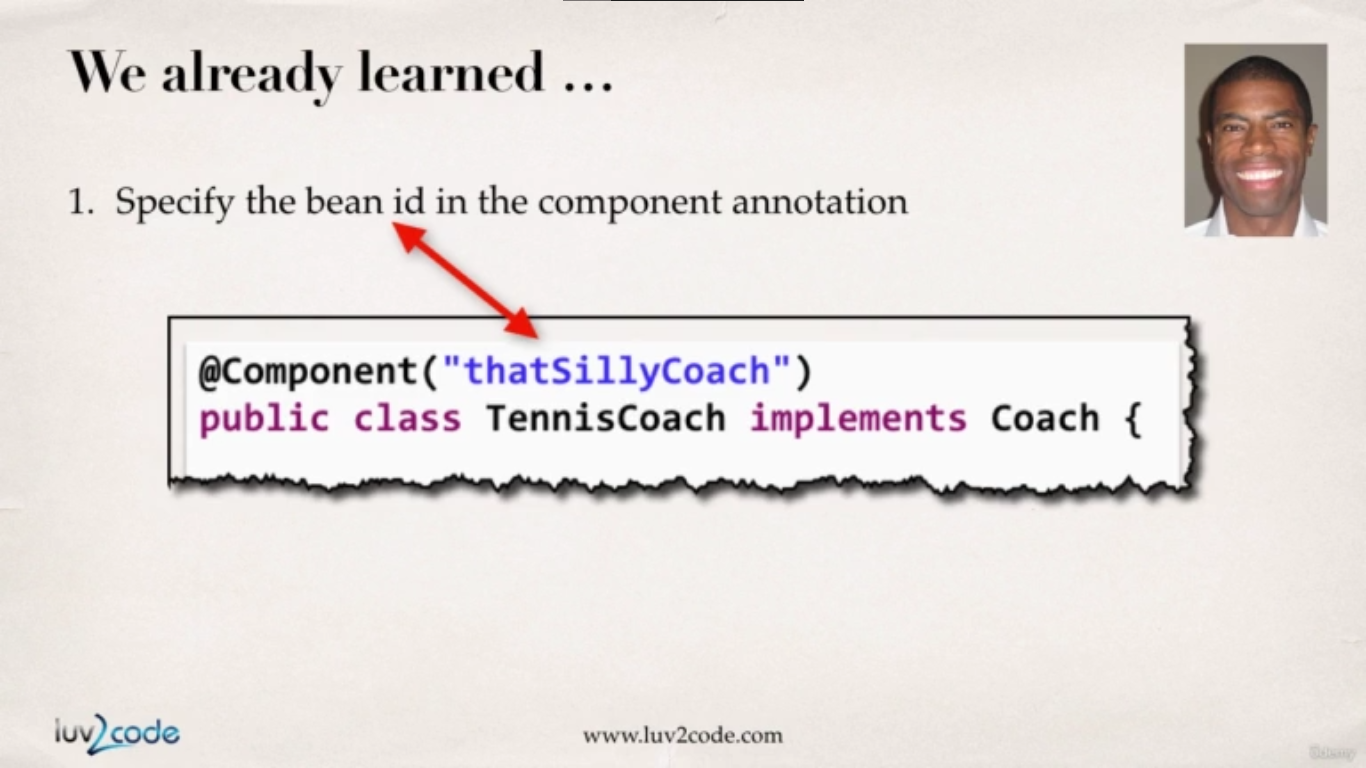 We already learned ...
1. Specify the bean id in the component annotation
@Component("thatSillyCoach")
public class TennisCoach implements Coach {
luv2code
www.luv2code.com
Udemy